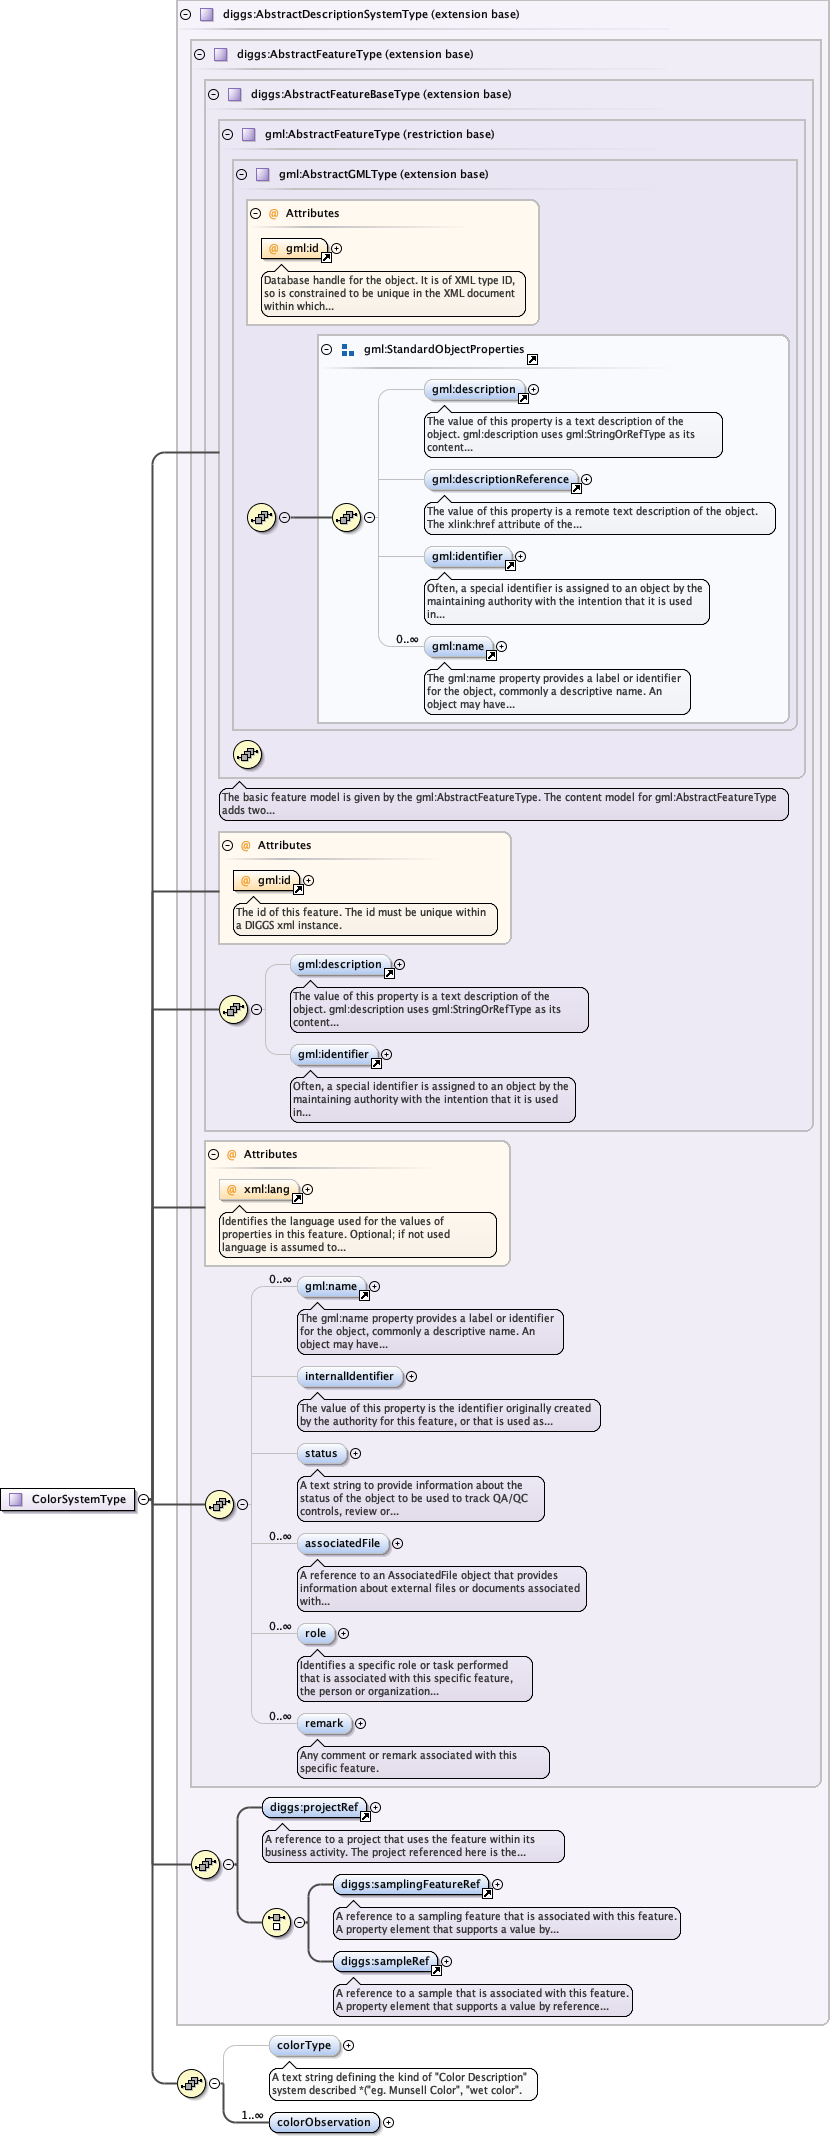 diggs:AbstractDescriptionSystemType (extension base)
diggs:AbstractFeatureType (extension base)
diggs:AbstractFeatureBaseType (extension base)
gml:AbstractFeatureType (restriction base)
gml:AbstractGMLType (extension base)
@ Attributes
@ gml:id
Database handle for the object. It is of XML type ID,
so is constrained to be unique in the XML document
within which...
gml:StandardObjectProperties
gml:description
The value of this property is a text description of the
object. gml:description uses gml:StringOrRefType as its
content...
gml:descriptionReference
The value of this property is a remote text description of the object.
The xlink:href attribute of the...
gml:identifier
Often, a special identifier is assigned to an object by the
maintaining authority with the intention that it is used
in...
0..∞
gml:name
The gml:name property provides a label or identifier
for the object, commonly a descriptive name. An
object may have...
The basic feature model is given by the gml:AbstractFeatureType. The content model for gml:AbstractFeatureType
adds two...
@ Attributes
@ gml:id
The id of this feature. The id must be unique within
a DIGGS xml instance.
gml:description
The value of this property is a text description of the
object. gml:description uses gml:StringOrRefType as its
content...
gml:identifier
Often, a special identifier is assigned to an object by the
maintaining authority with the intention that it is used
in...
@ Attributes
@ xml:lang
Identifies the language used for the values of
properties in this feature. Optional; if not used
language is assumed to...
0..∞
gml:name
The gml:name property provides a label or identifier
for the object, commonly a descriptive name. An
object may have...
internalIdentifier
The value of this property is the identifier originally created
by the authority for this feature, or that is used as...
status
A text string to provide information about the
status of the object to be used to track QA/QC
controls, review or...
ColorSystemType
0..∞
associatedFile
A reference to an AssociatedFile object that provides
information about external files or documents associated
with...
0..∞
role
Identifies a specific role or task performed
that is associated with this specific feature,
the person or organization...
0..∞
remark
Any comment or remark associated with this
specific feature.
diggs:projectRef
A reference to a project that uses the feature within its
business activity. The project referenced here is the...
diggs:samplingFeatureRef
A reference to a sampling feature that is associated with this feature.
A property element that supports a value by...
diggs:sampleRef
A reference to a sample that is associated with this feature.
A property element that supports a value by reference...
colorType
A text string defining the kind of "Color Description"
system described *("eg. Munsell Color", "wet color".
1..∞
colorObservation